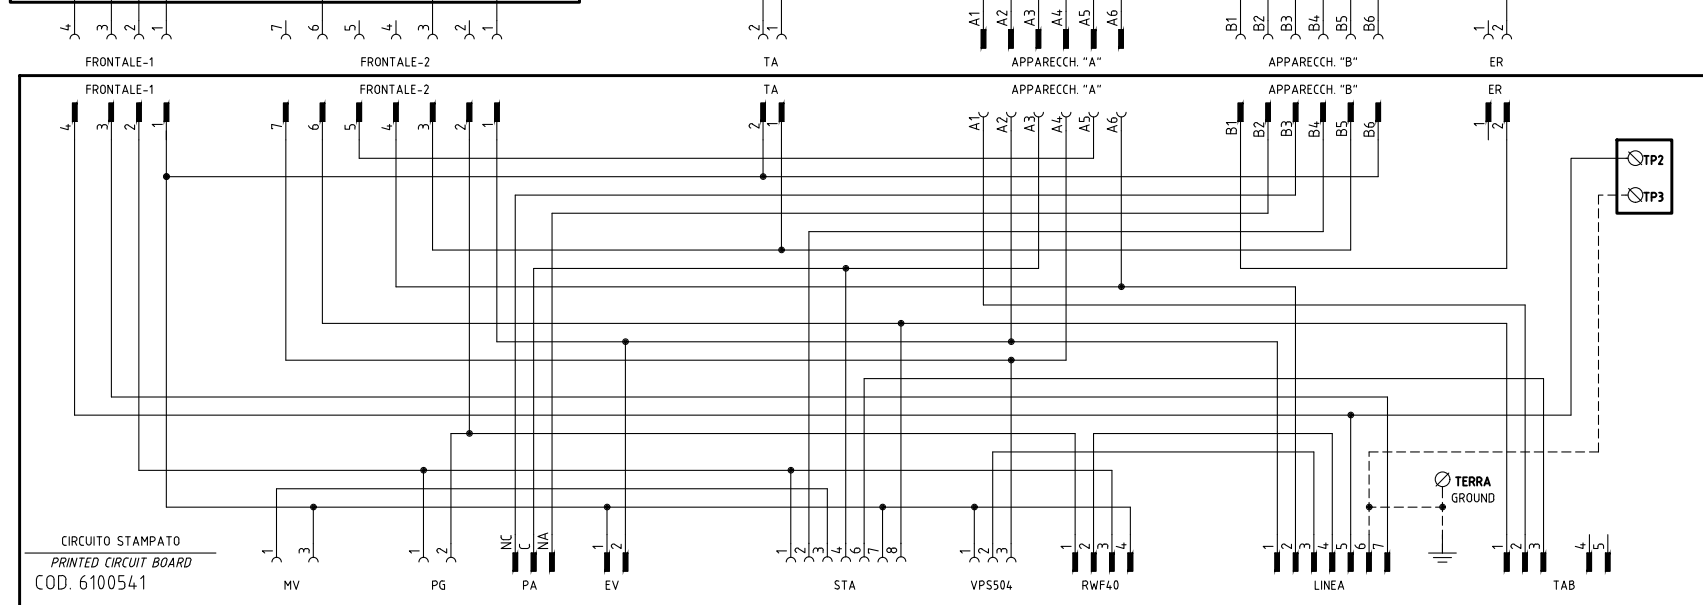 4 3 2 1 7 6 5 4 3 2 1 2 1 A1 A2 A3 A4 A5 A6 B1 B2 B3 B4 B5 B6 1 2
FRONTALE-1 FRONTALE-2 TA APPARECCH. "A" APPARECCH. "B" ER
FRONTALE-1 FRONTALE-2 TA APPARECCH. "A" APPARECCH. "B" ER
4 3 2 1 7 6 5 4 3 2 1 2 1 A1 A2 A3 A4 A5 A6 B1 B2 B3 B4 B5 B6 1 2
TP2
TP3
TERRA
GROUND
CIRCUITO STAMPATO
PRINTED CIRCUIT BOARD
COD. 6100541
1 3 1 2 NC C NA 1 2 1 2 3 4 6 7 8 1 2 3 1 2 3 4 1 2 3 4 5 6 7 1 2 3 4 5
MV PG PA EV STA VPS504 RWF40 LINEA TAB